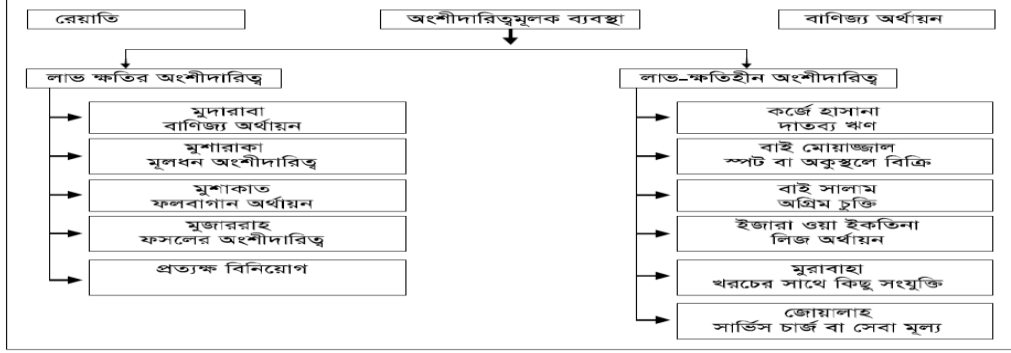 রেয়াতি
অংশীদারিত্বমূলক ব্যবস্থা
বাণিজ্য অর্থায়ন
লাভ ক্ষতির অংশীদারিত্ব
মুদারাবা
বাণিজ্য অর্থায়ন
মুশারাকা
মূলধন অংশীদারিত্ব
মুশাকাত
ফলবাগান অর্থায়ন
মুজাররাহ
ফসলের অংশীদারিত্ব
প্রত্যক্ষ বিনিয়োগ
লাভ-ক্ষতিহীন অংশীদারিত্ব
কর্জে হাসানা
দাতব্য ঋণ
বাই মোয়াজ্জাল
স্পট বা অকুস্থলে বিক্রি
বাই সালাম
অগ্রিম চুক্তি
ইজারা ওয়া ইকতিনা
লিজ অর্থায়ন
মুরাবাহা
খরচের সাথে কিছু সংযুক্তি
জোয়ালাহ
সার্ভিস চার্জ বা সেবা মূল্য